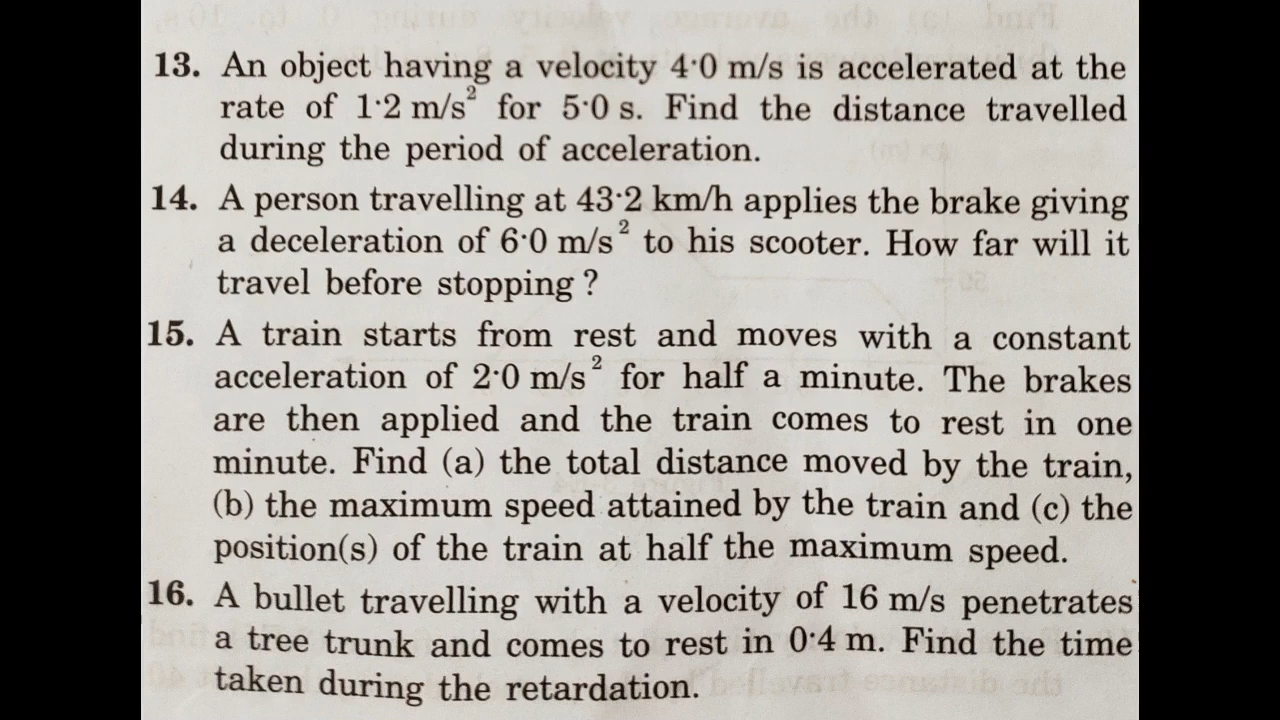 13. An object having a velocity 4·0 m/s is accelerated at the
rate of 1·2 m/s² for 5·0 s. Find the distance travelled
during the period of acceleration.
14. A person travelling at 43·2 km/h applies the brake giving
a deceleration of 6·0 m/s² to his scooter. How far will it
travel before stopping ?
15. A train starts from rest and moves with a constant
acceleration of 2·0 m/s² for half a minute. The brakes
are then applied and the train comes to rest in one
minute. Find (a) the total distance moved by the train,
(b) the maximum speed attained by the train and (c) the
position(s) of the train at half the maximum speed.
16. A bullet travelling with a velocity of 16 m/s penetrates
a tree trunk and comes to rest in 0·4 m. Find the time
taken during the retardation.